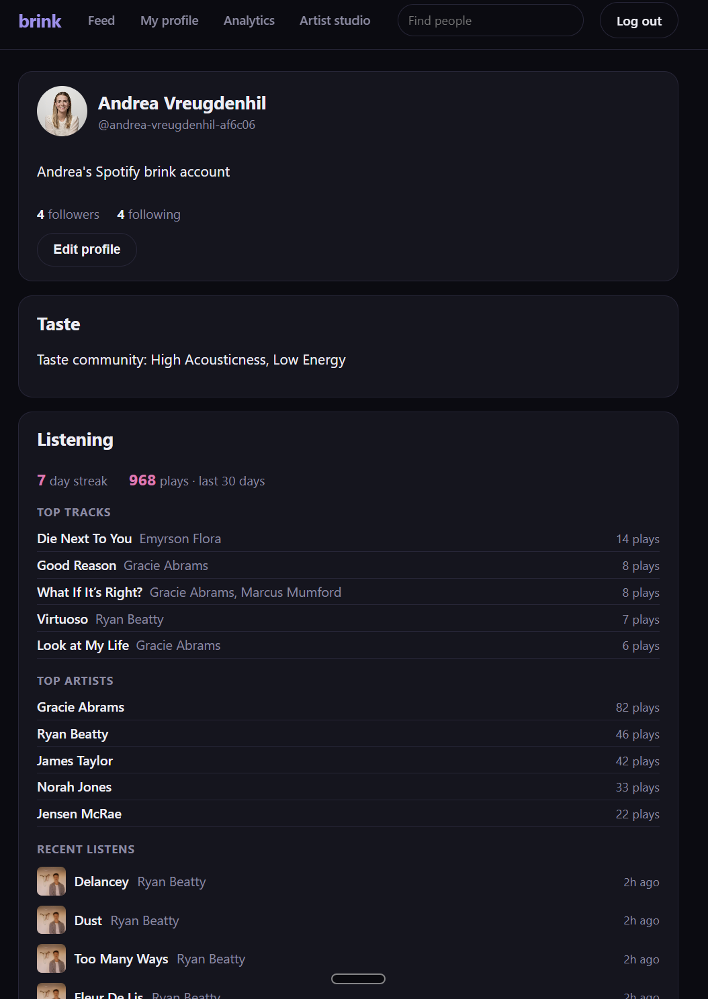 brink Feed My profile Analytics Artist studio Find people Log out
Andrea Vreugdenhil
@andrea-vreugdenhil-af6c06
Andrea's Spotify brink account
4 followers 4 following
Edit profile
Taste
Taste community: High Acousticness, Low Energy
Listening
7 day streak 968 plays · last 30 days
TOP TRACKS
Die Next To You Emyrson Flora 14 plays
Good Reason Gracie Abrams 8 plays
What If It’s Right? Gracie Abrams, Marcus Mumford 8 plays
Virtuoso Ryan Beatty 7 plays
Look at My Life Gracie Abrams 6 plays
TOP ARTISTS
Gracie Abrams 82 plays
Ryan Beatty 46 plays
James Taylor 42 plays
Norah Jones 33 plays
Jensen McRae 22 plays
RECENT LISTENS
Delancey Ryan Beatty 2h ago
Dust Ryan Beatty 2h ago
Too Many Ways Ryan Beatty 2h ago
Fleur De Lis Ryan Beatty 2h ago